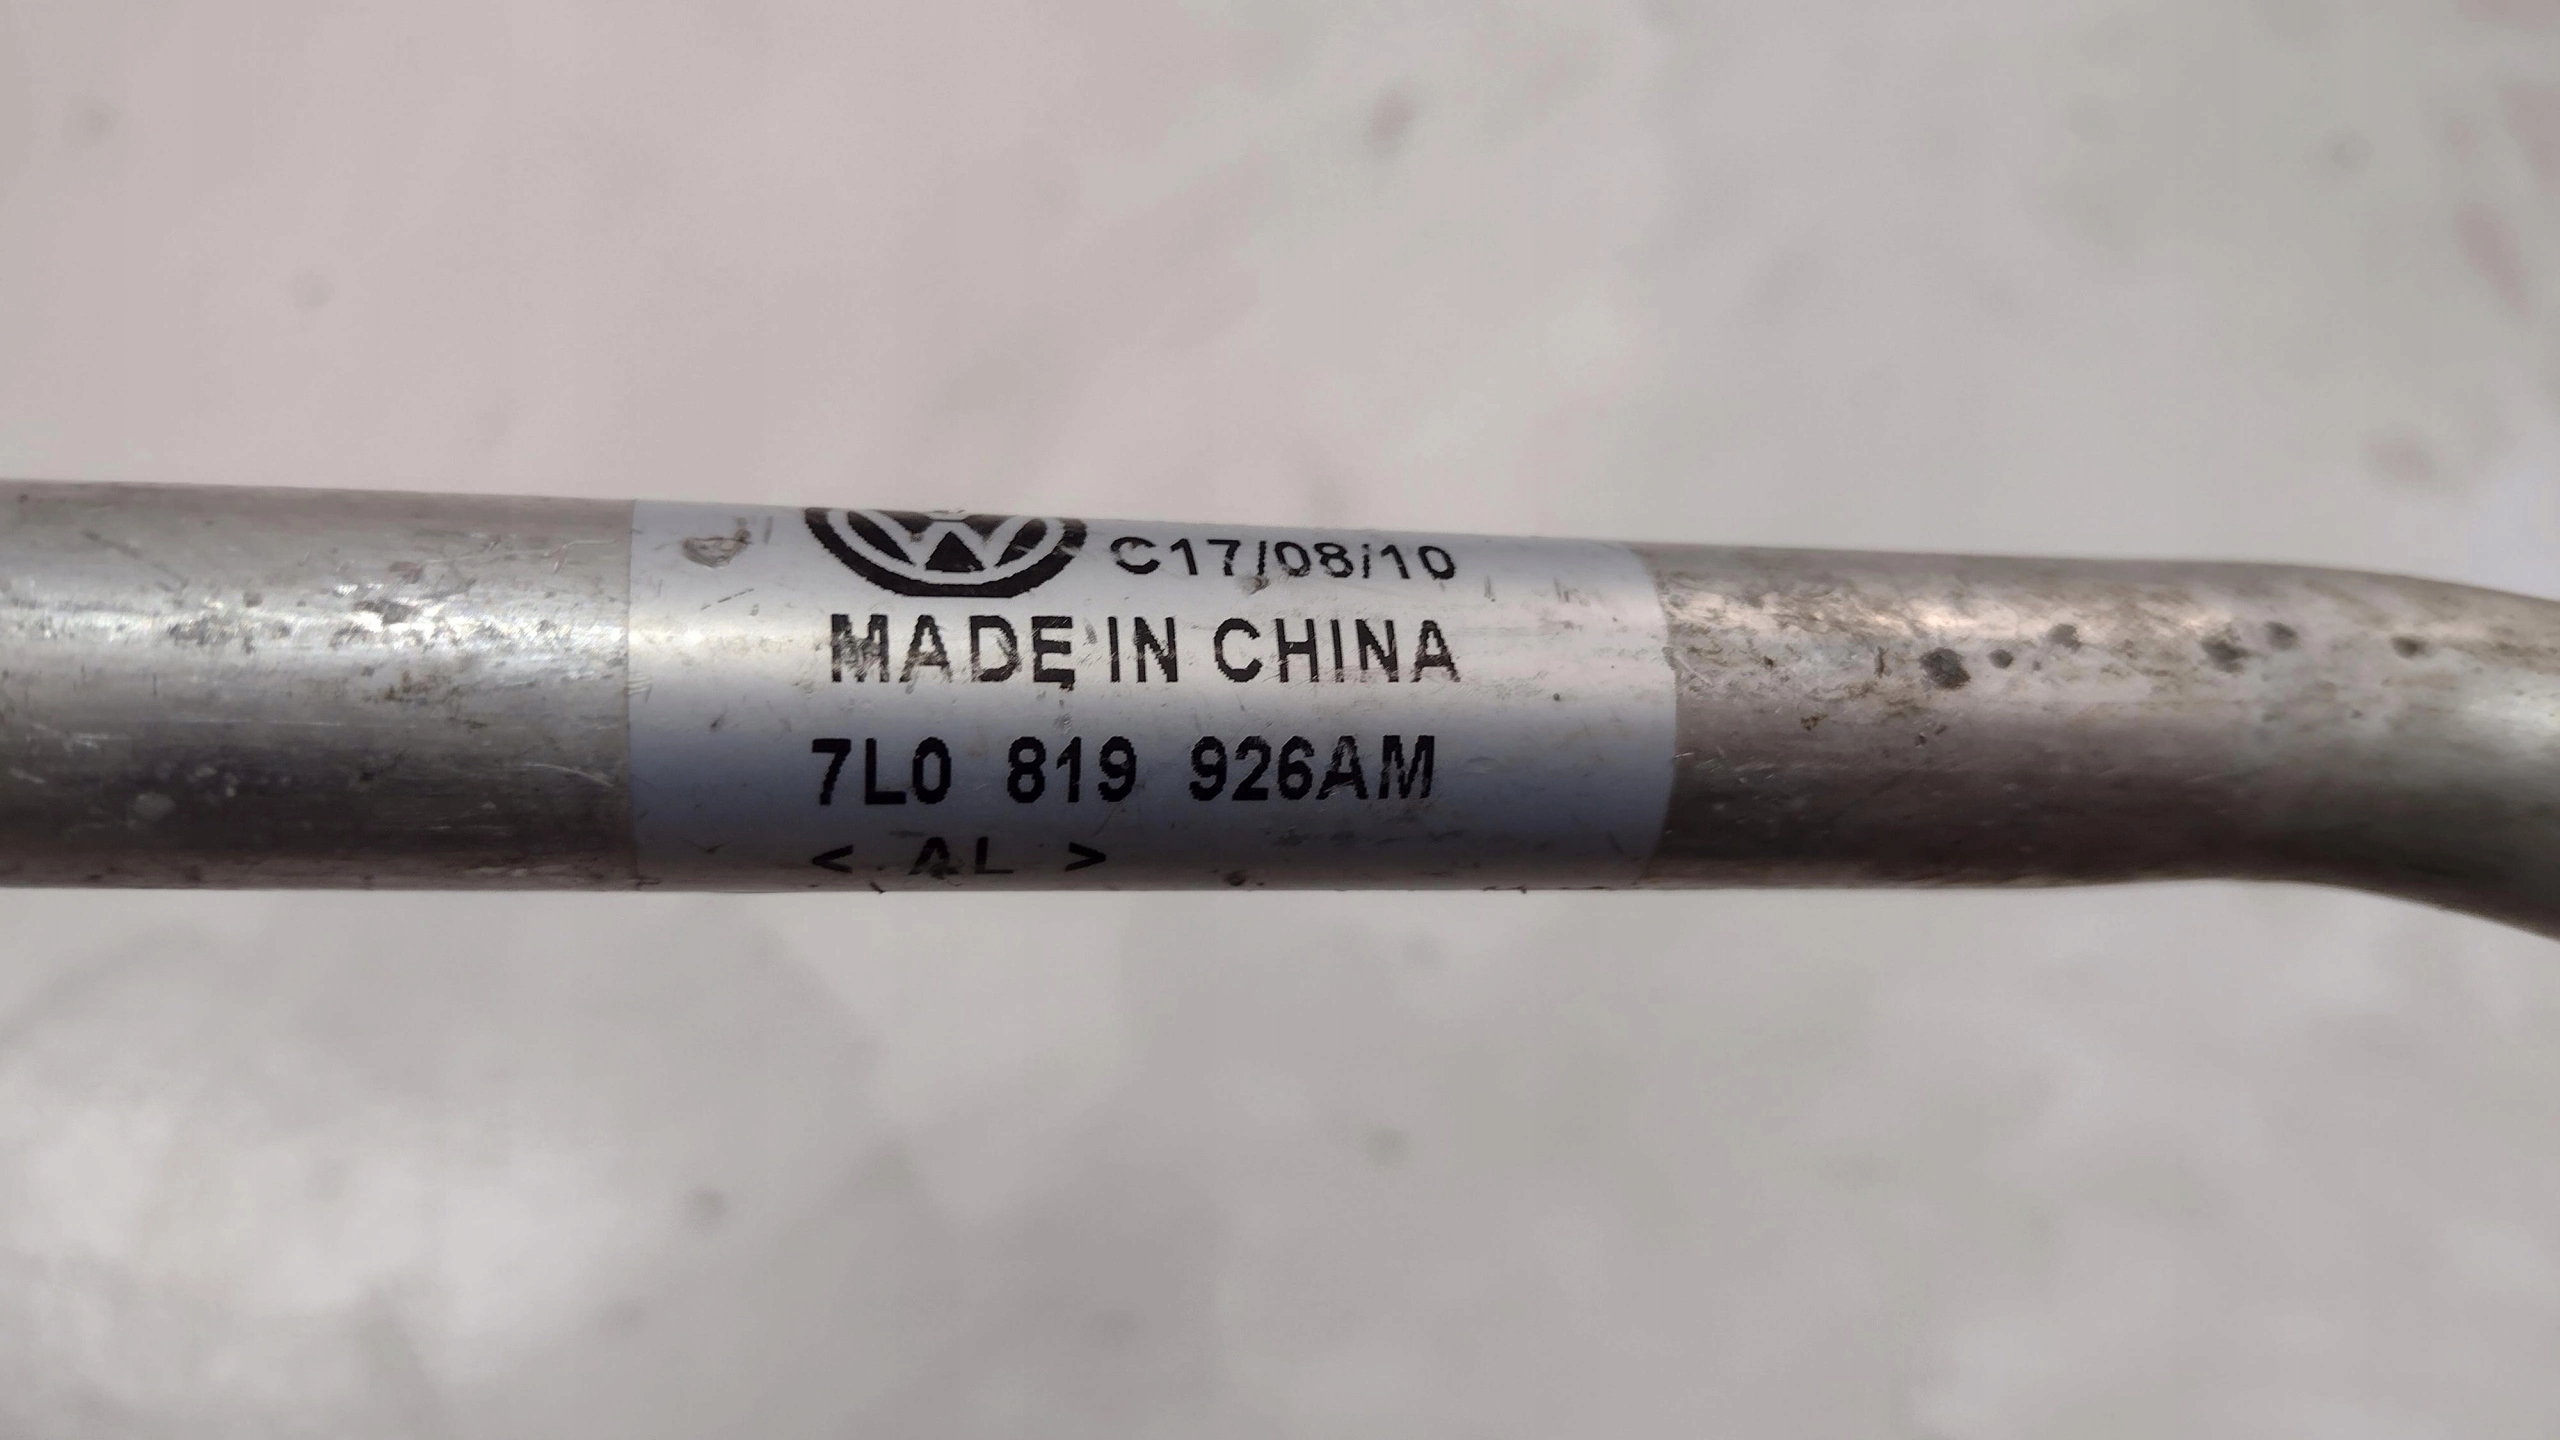 C17/08/10
MADE IN CHINA
7L0 819 926AM
< AL >